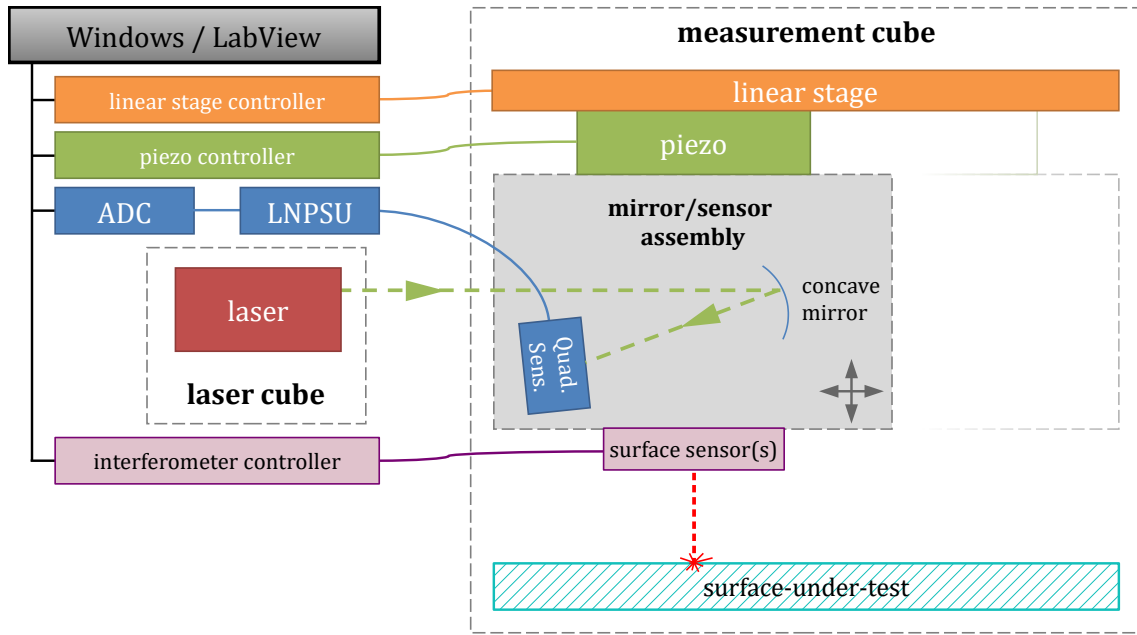 Windows / LabView
measurement cube
linear stage controller
linear stage
piezo controller
piezo
ADC
LNPSU
mirror/sensor
assembly
concave
mirror
laser
Quad.
Sens.
laser cube
interferometer controller
surface sensor(s)
surface-under-test